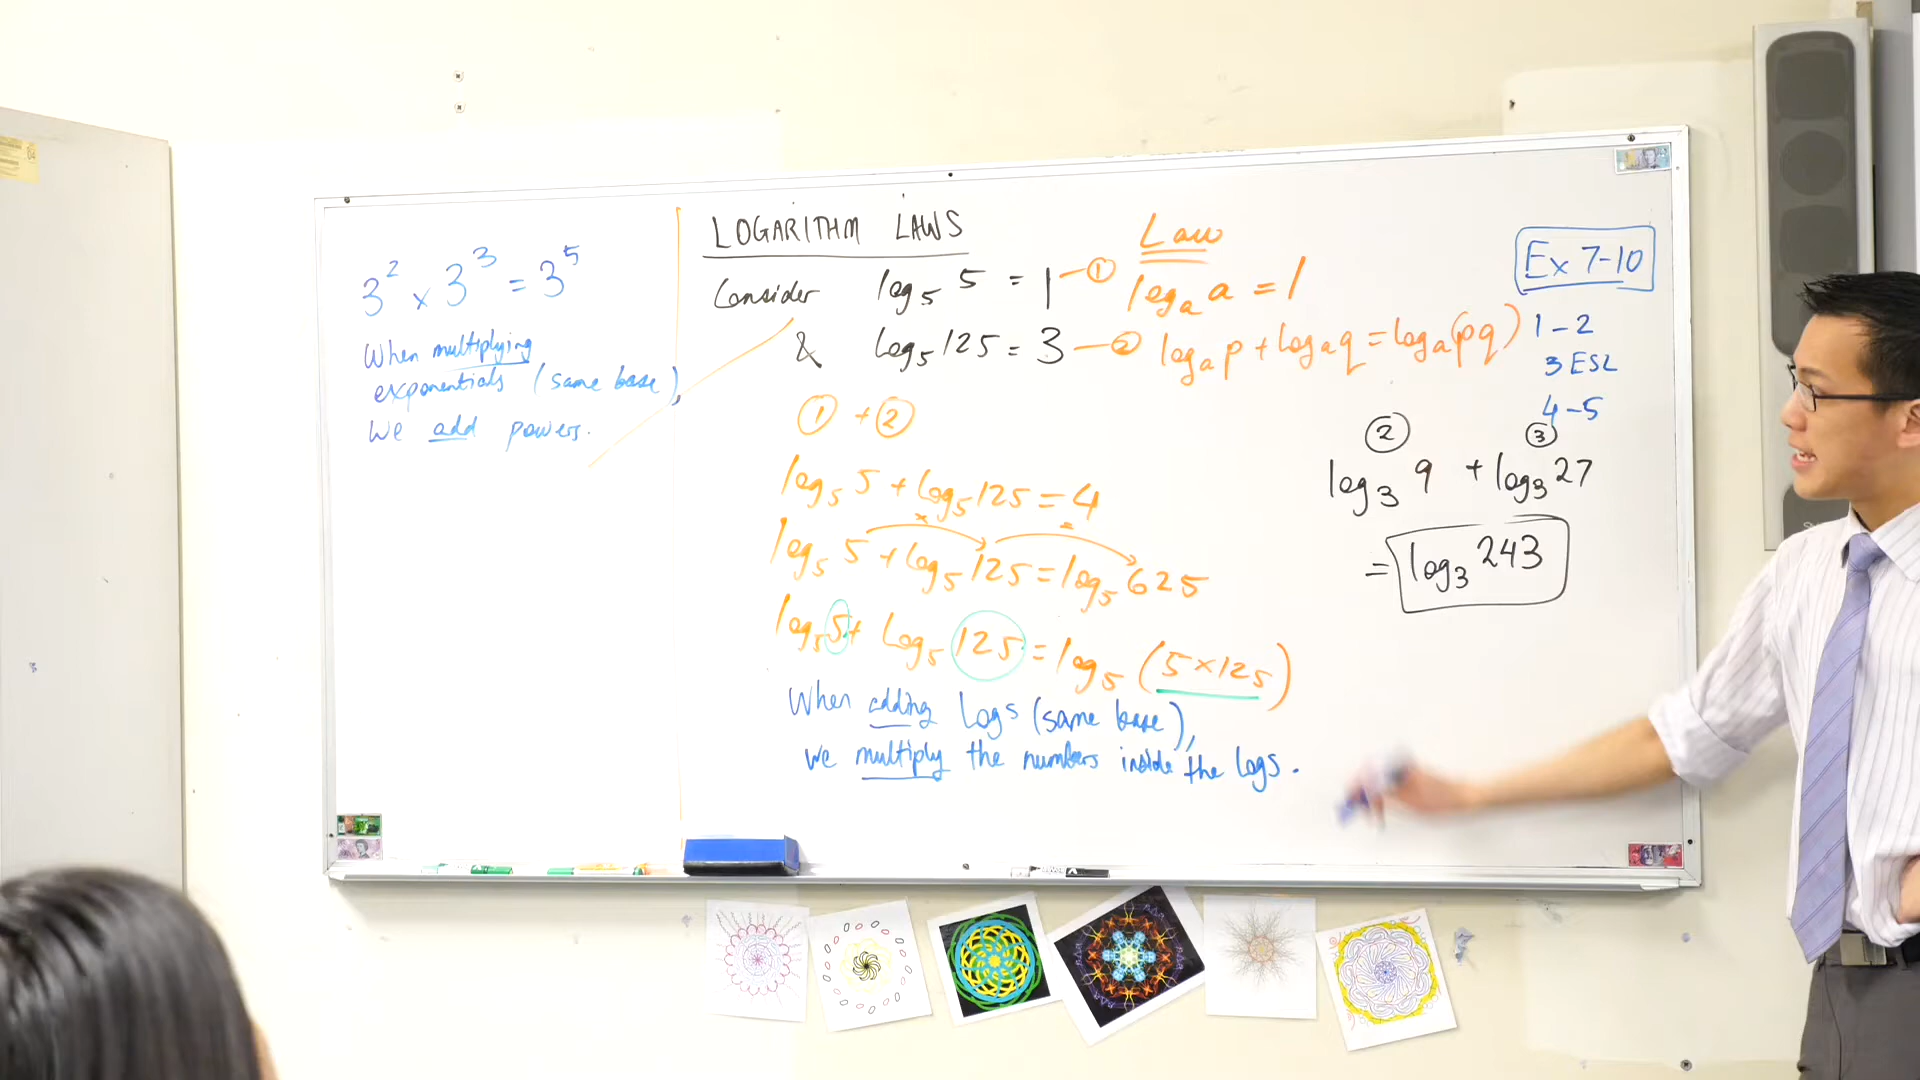 3² × 3³ = 3⁵
When multiplying
exponentials (same base),
we add powers.
LOGARITHM LAWS
Consider log₅ 5 = 1 — ①
& log₅ 125 = 3 — ②
① + ②
log₅ 5 + log₅ 125 = 4
× =
log₅ 5 + log₅ 125 = log₅ 625
log₅ 5 + log₅ 125 = log₅ (5 × 125)
When adding logs (same base),
we multiply the numbers inside the logs.
Law
logₐ a = 1
logₐ p + logₐ q = logₐ (pq)
Ex 7-10
1-2
3 ESL
4-5
② ③
log₃ 9 + log₃ 27
= log₃ 243